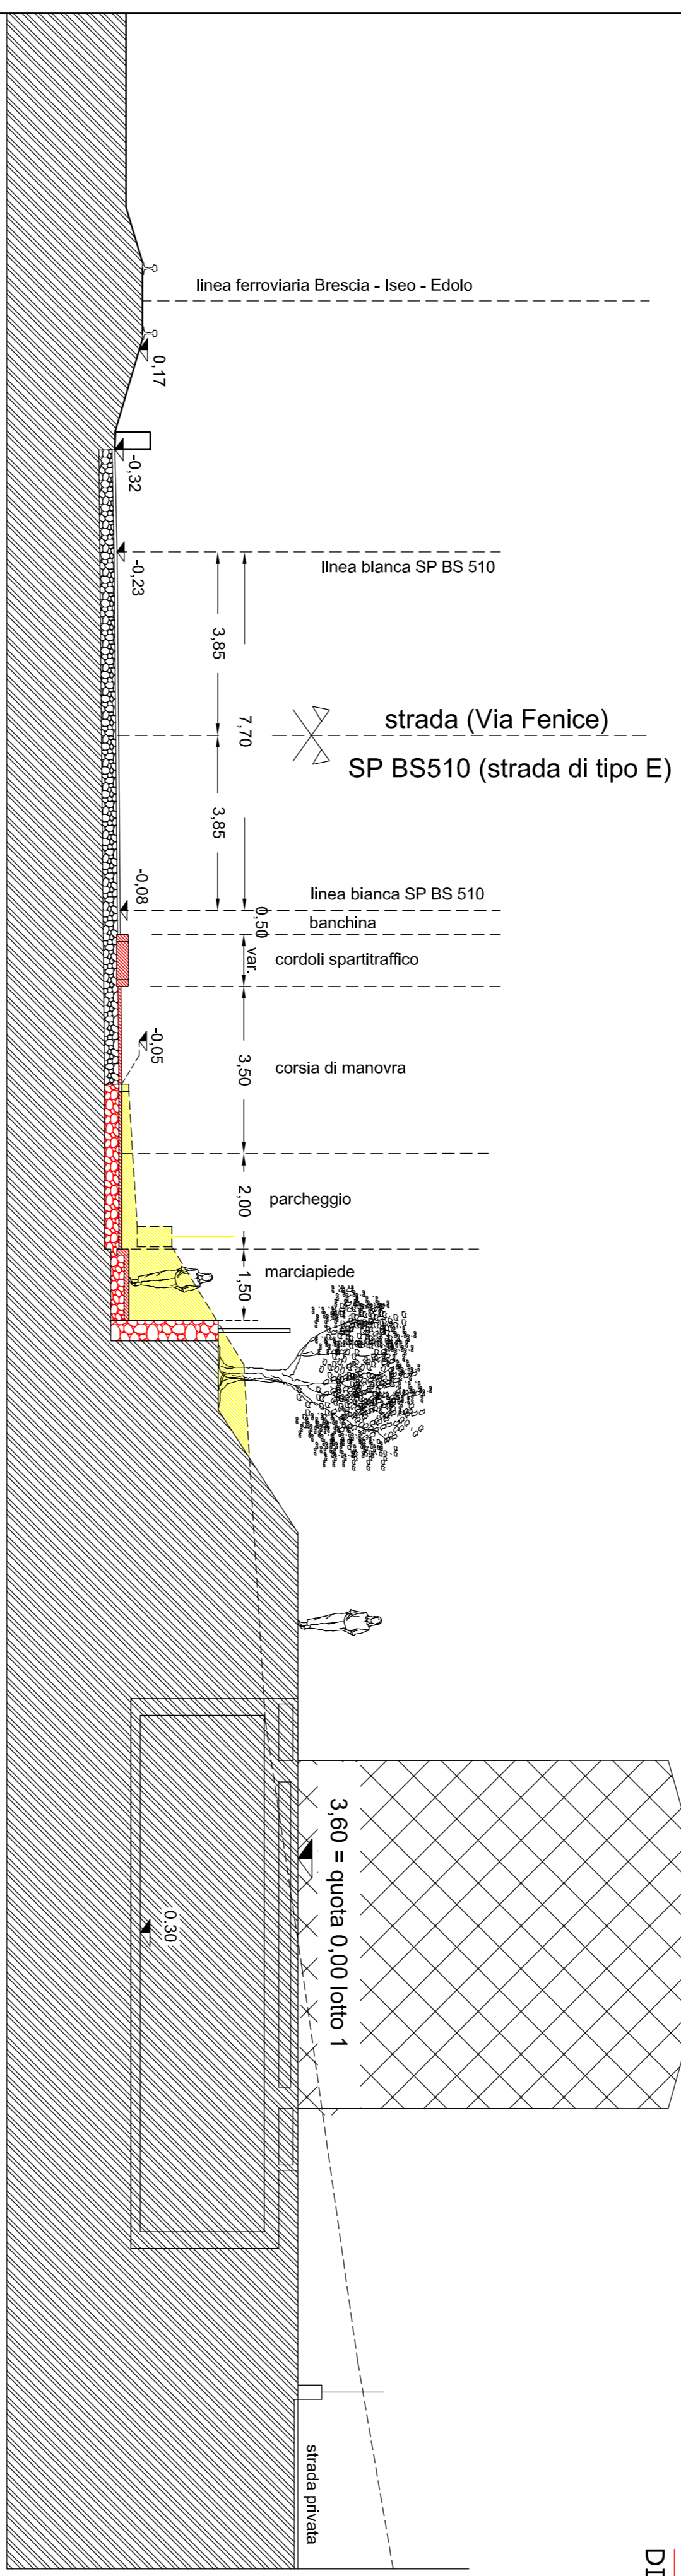 linea ferroviaria Brescia - Iseo - Edolo
0,17
-0,32
-0,23
linea bianca SP BS 510
3,85
7,70
strada (Via Fenice)
SP BS510 (strada di tipo E)
3,85
-0,08
linea bianca SP BS 510
0,50
banchina
var.
cordoli spartitraffico
-0,05
3,50
corsia di manovra
2,00
parcheggio
1,50
marciapiede
3,60 = quota 0,00 lotto 1
0.30
strada privata
DI